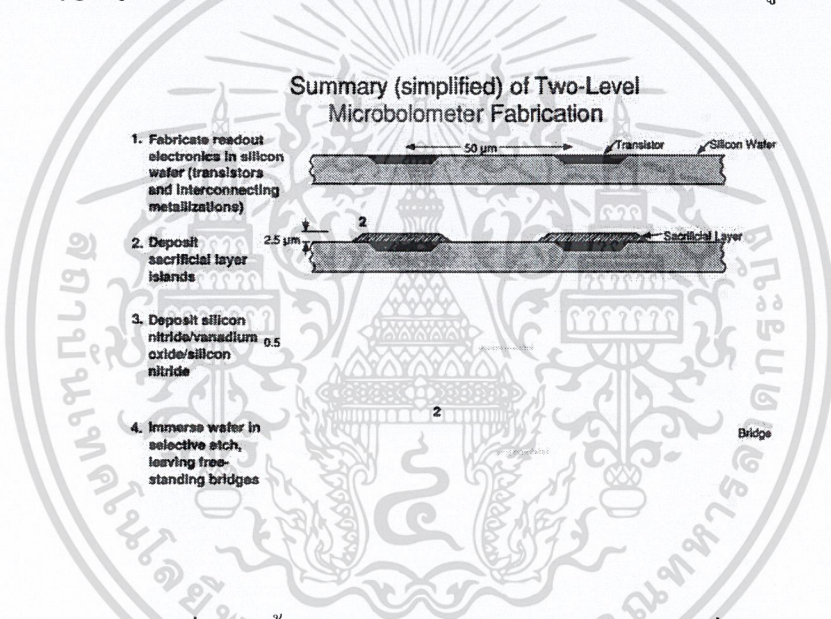 Summary (simplified) of Two-Level
Microbolometer Fabrication
1. Fabricate readout
electronics in silicon
wafer (transistors
and interconnecting
metallizations)
50 µm
Transistor
Silicon Wafer
2. Deposit
sacrificial layer
islands
2.5 µm
2
Sacrificial Layer
3. Deposit silicon
nitride/vanadium
oxide/silicon
nitride
0.5
4. Immerse wafer in
selective etch,
leaving free-
standing bridges
2
Bridge